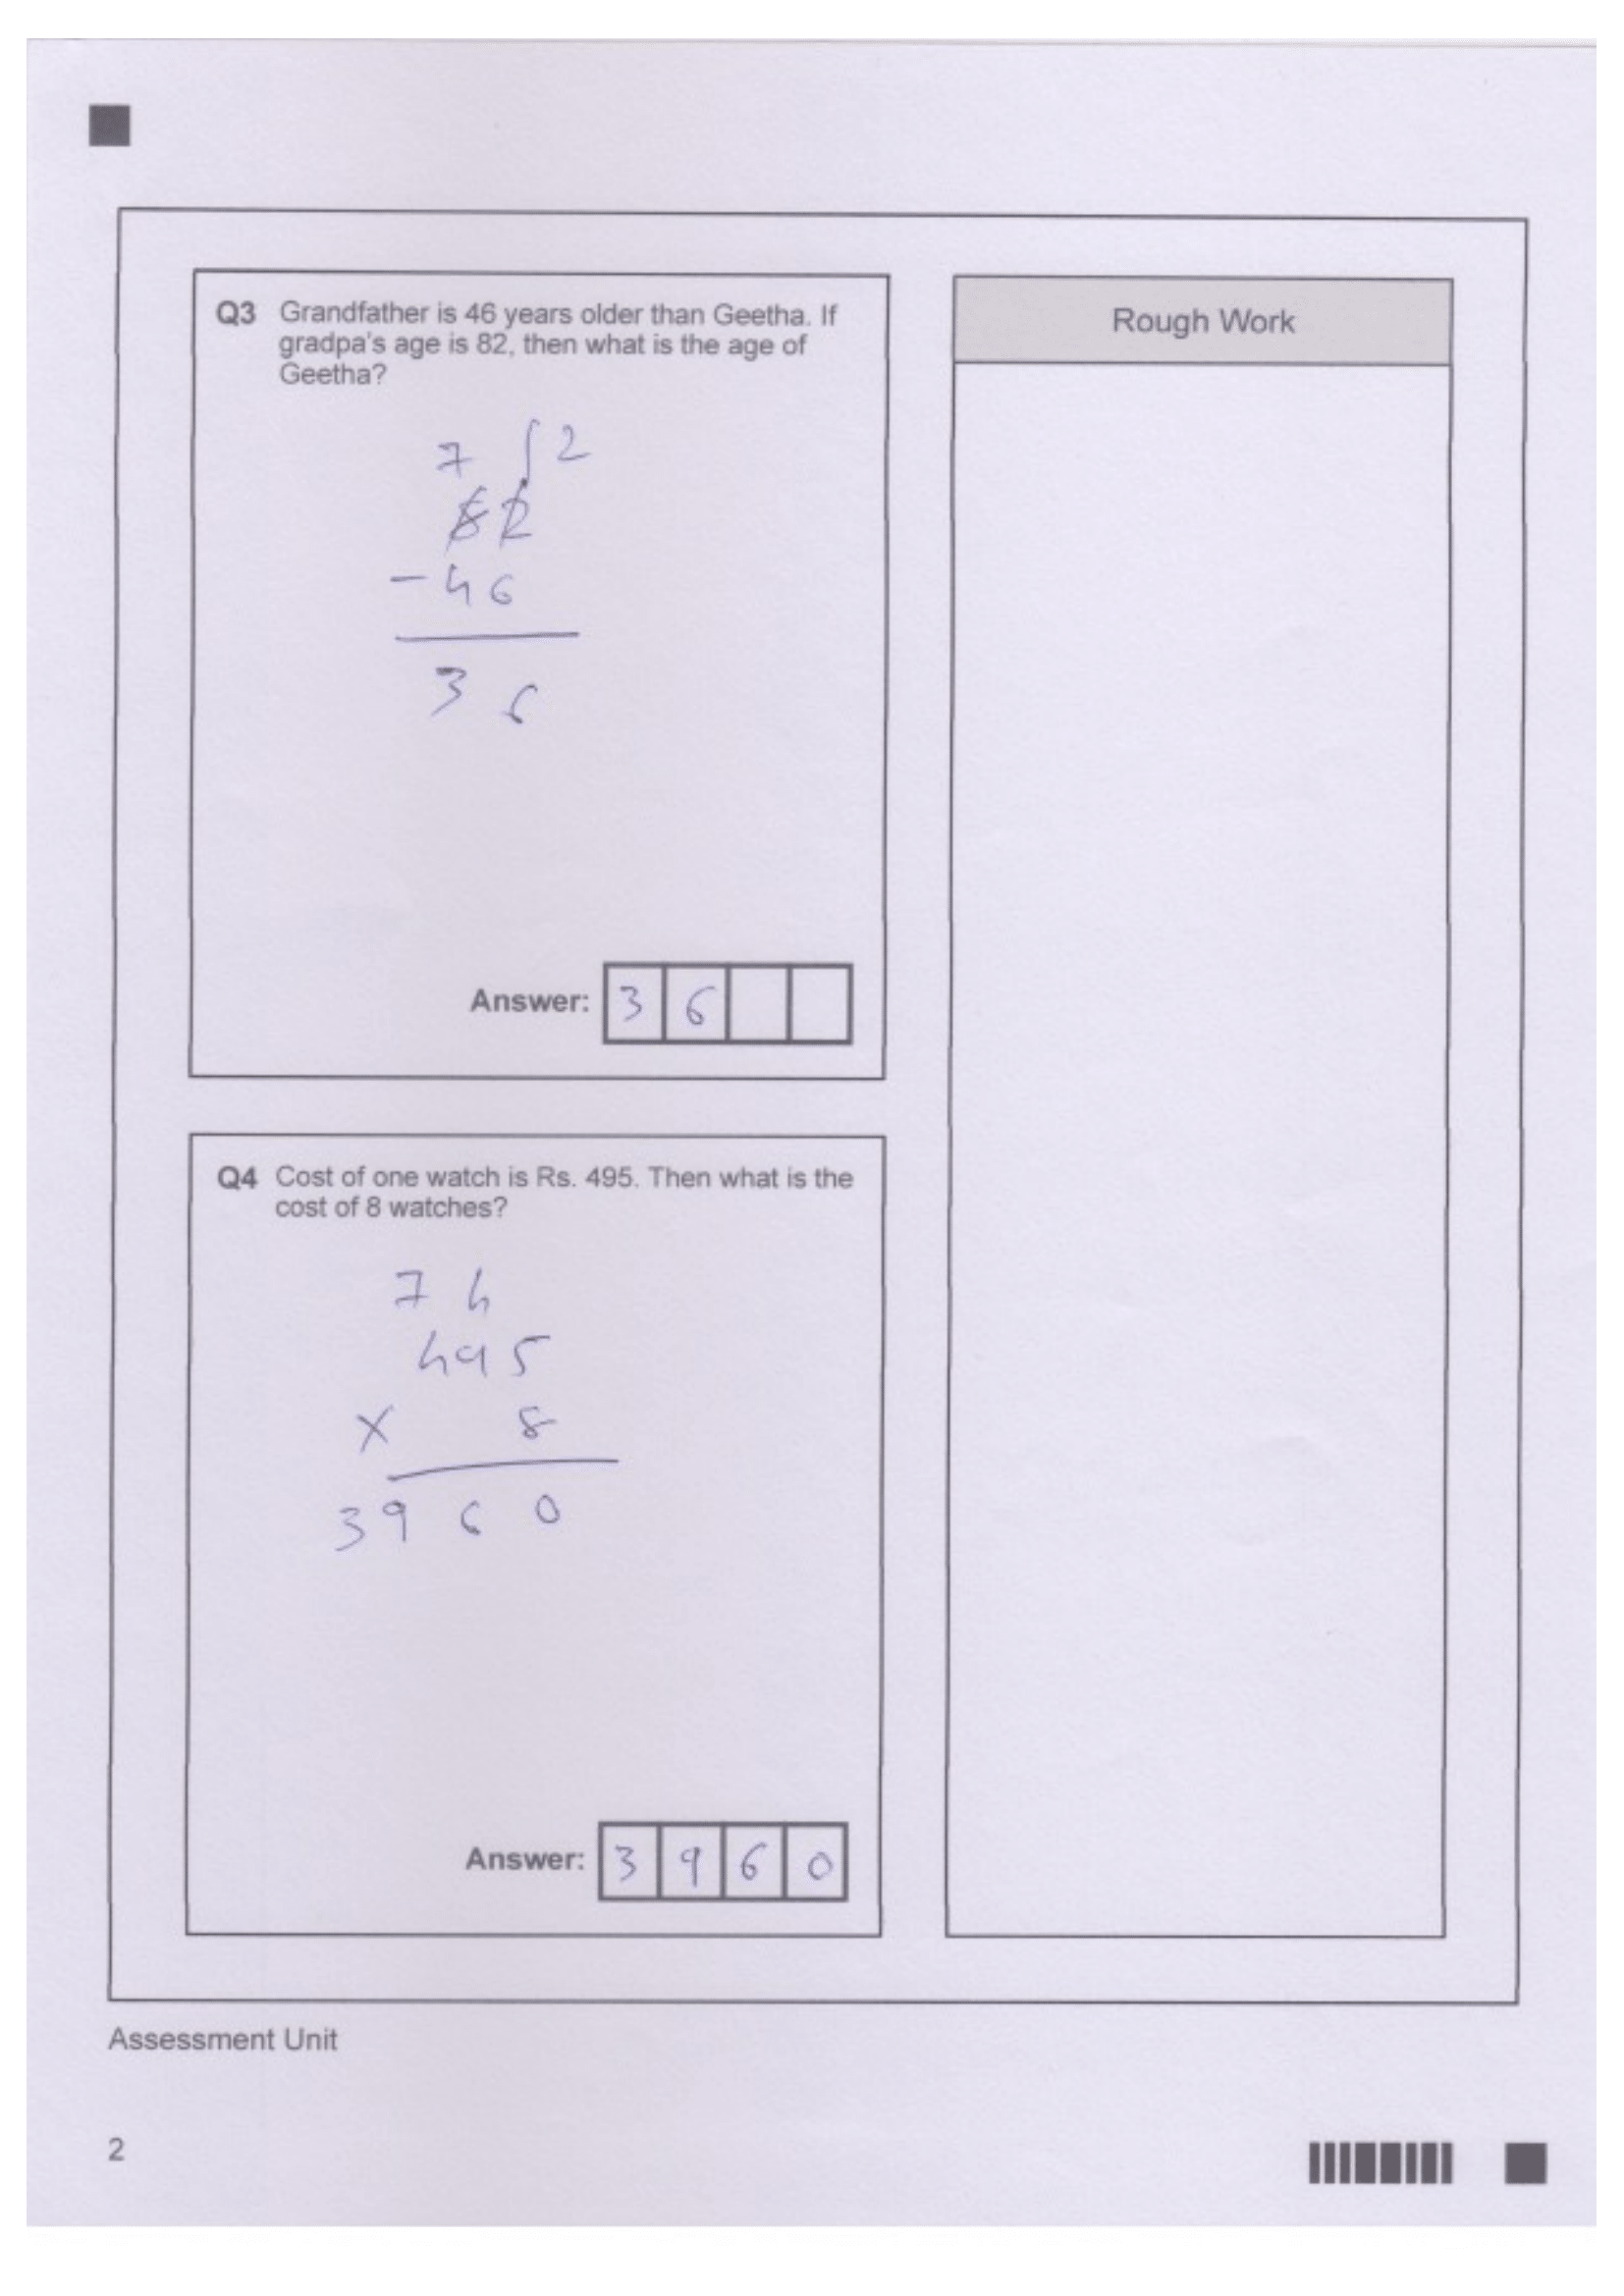 Q3 Grandfather is 46 years older than Geetha. If
gradpa's age is 82, then what is the age of
Geetha?
7 12
82
- 46
3 6
Answer: 3 6
Rough Work
Q4 Cost of one watch is Rs. 495. Then what is the
cost of 8 watches?
7 4
495
X 8
3960
Answer: 3 9 6 0
Assessment Unit
2